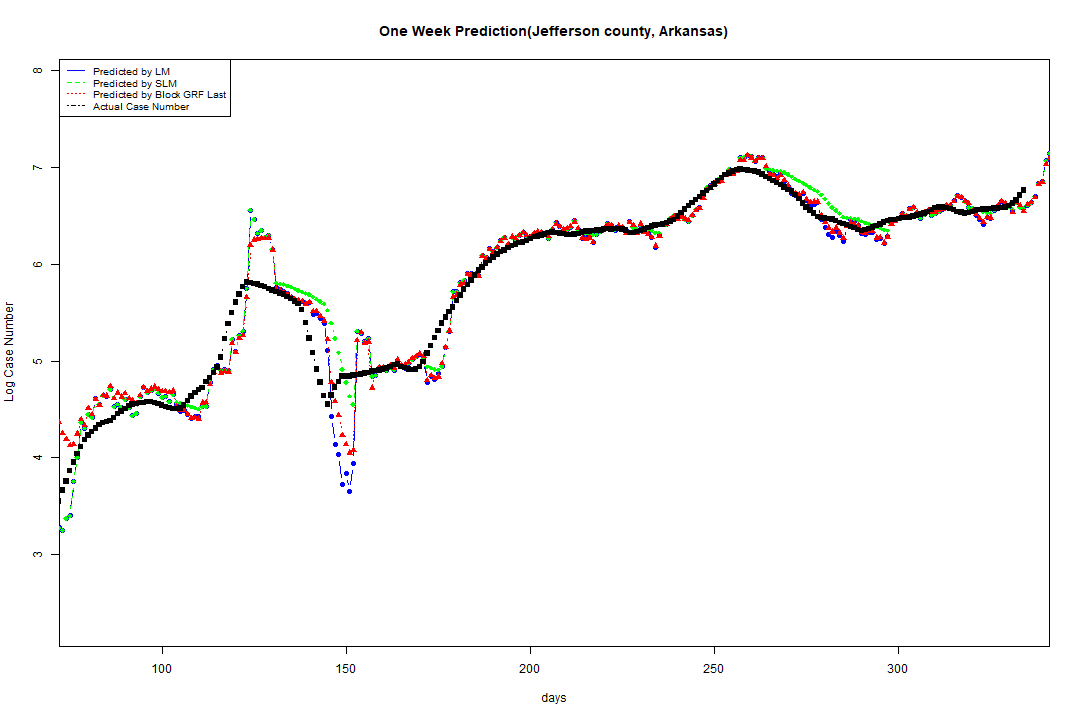 One Week Prediction(Jefferson county, Arkansas)
Predicted by LM
Predicted by SLM
Predicted by Block GRF Last
Actual Case Number
8
7
6
5
4
3
Log Case Number
100 150 200 250 300
days